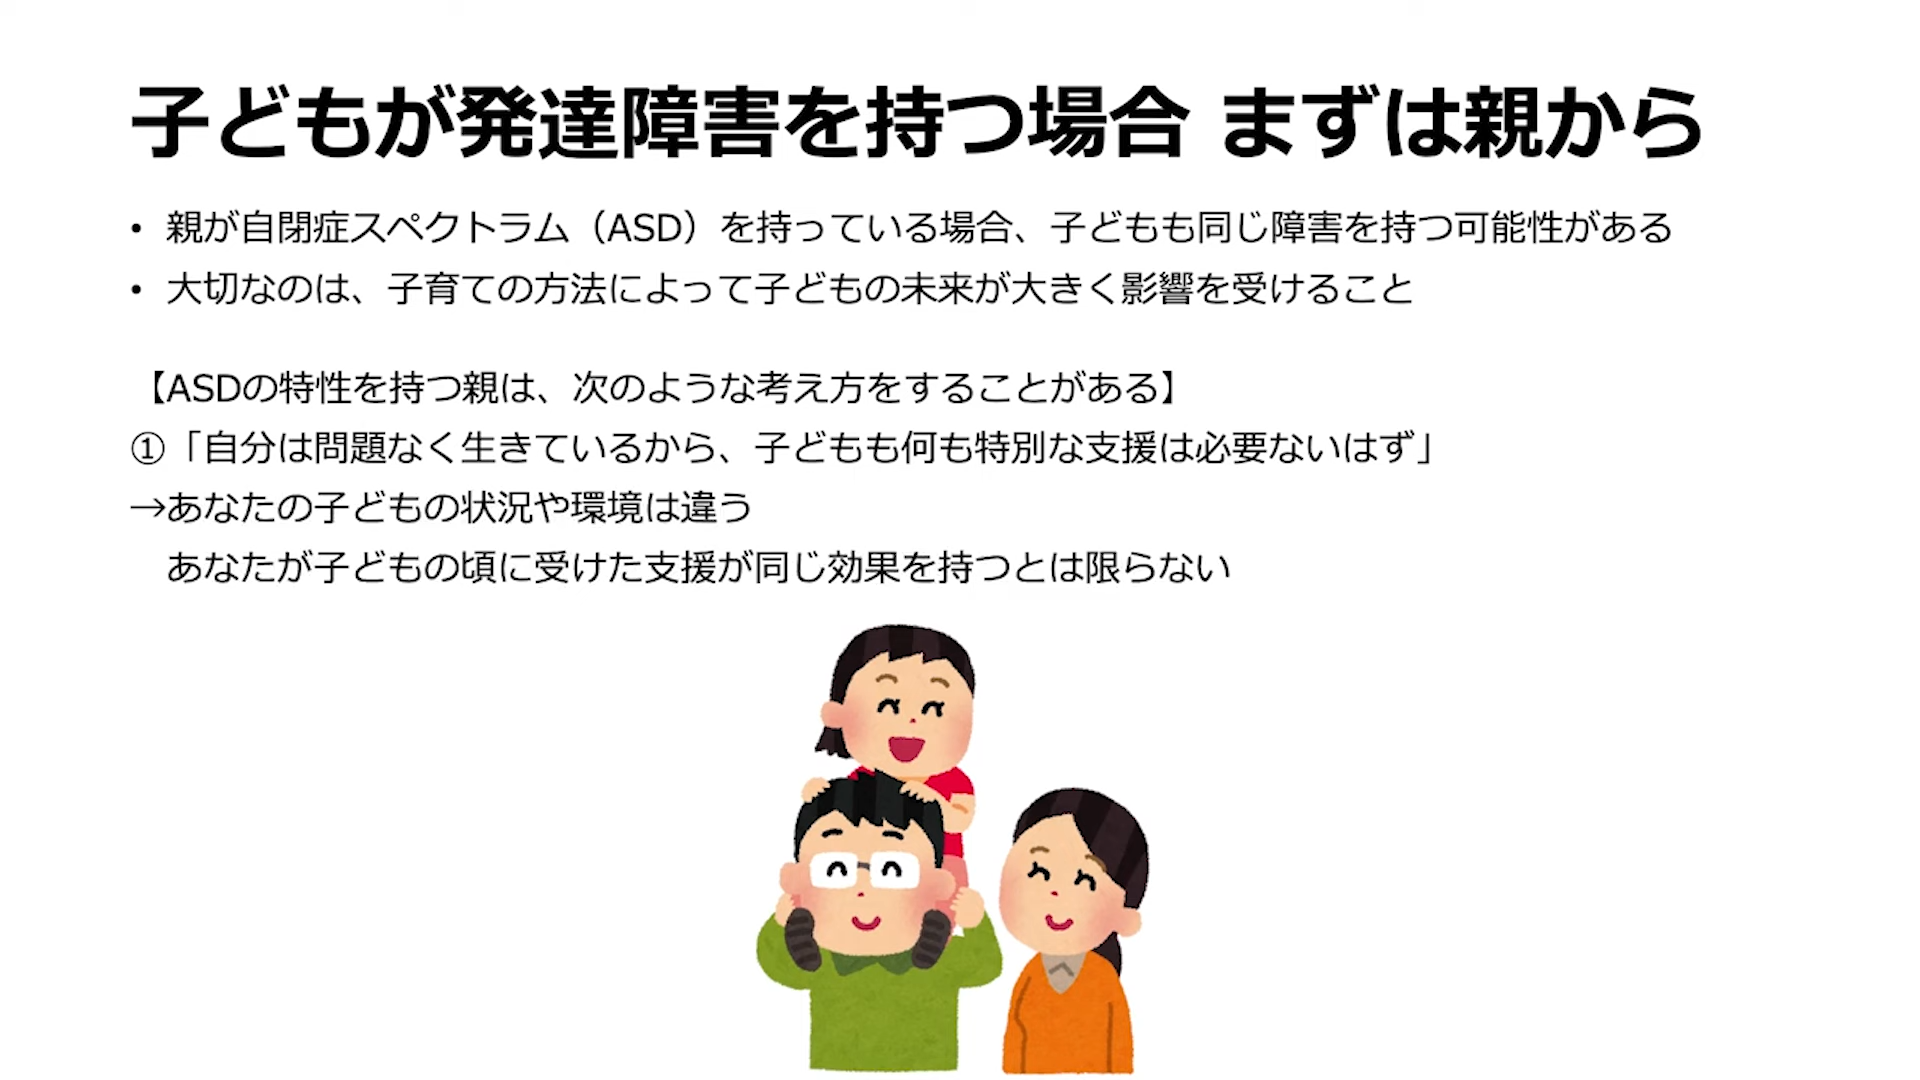 子どもが発達障害を持つ場合 まずは親から
• 親が自閉症スペクトラム（ASD）を持っている場合、子どもも同じ障害を持つ可能性がある
• 大切なのは、子育ての方法によって子どもの未来が大きく影響を受けること
【ASDの特性を持つ親は、次のような考え方をすることがある】
①「自分は問題なく生きているから、子どもも何も特別な支援は必要ないはず」
→あなたの子どもの状況や環境は違う
あなたが子どもの頃に受けた支援が同じ効果を持つとは限らない